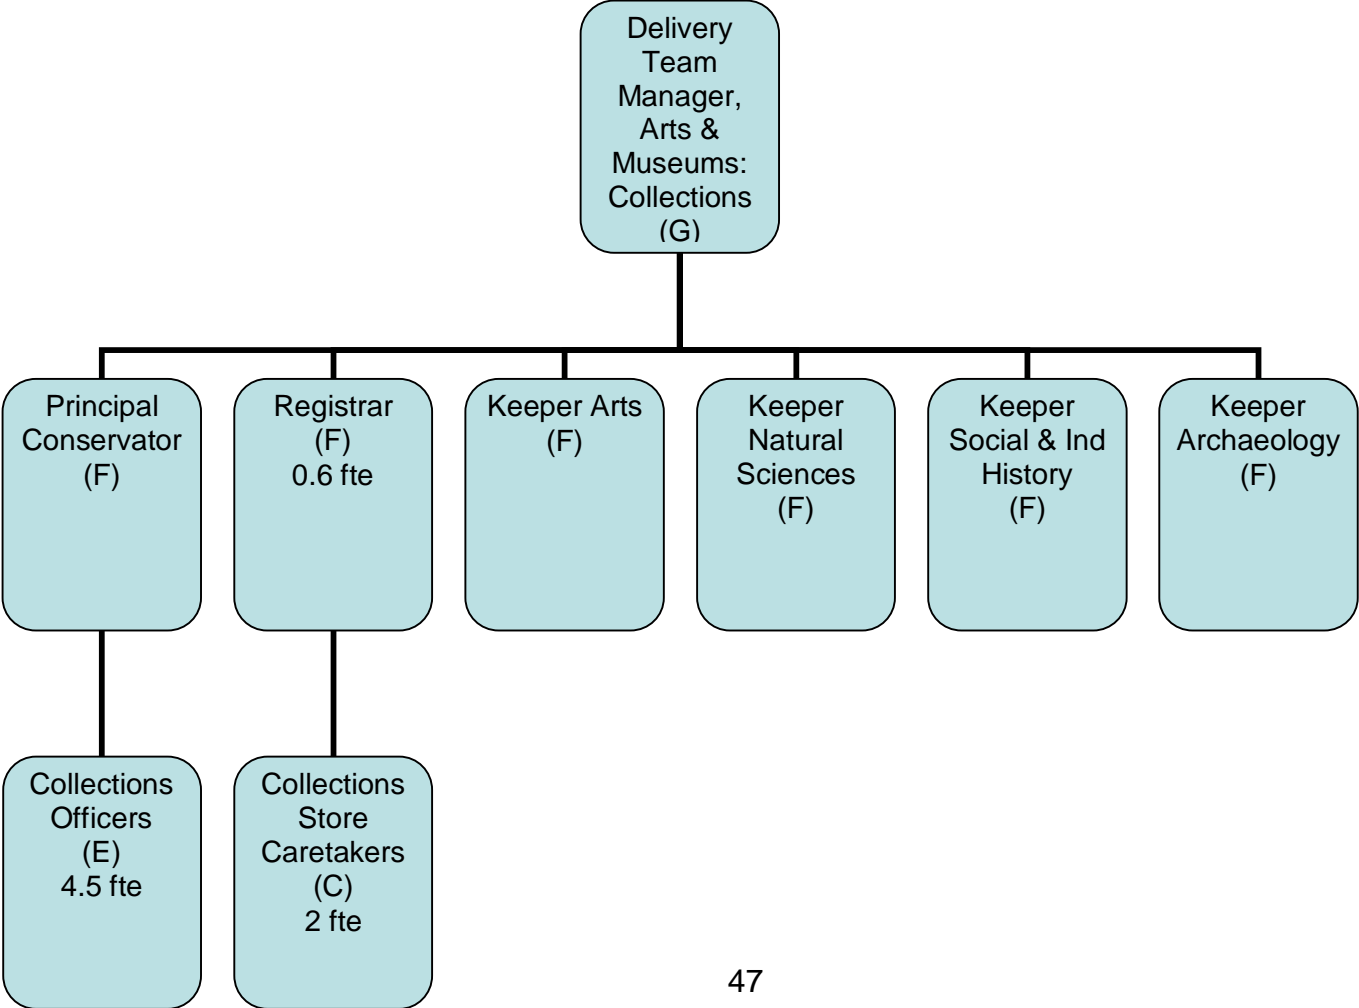 Delivery
Team
Manager,
Arts &
Museums:
Collections
(G)
Principal
Conservator
(F)
Registrar
(F)
0.6 fte
Keeper Arts
(F)
Keeper
Natural
Sciences
(F)
Keeper
Social & Ind
History
(F)
Keeper
Archaeology
(F)
Collections
Officers
(E)
4.5 fte
Collections
Store
Caretakers
(C)
2 fte
47